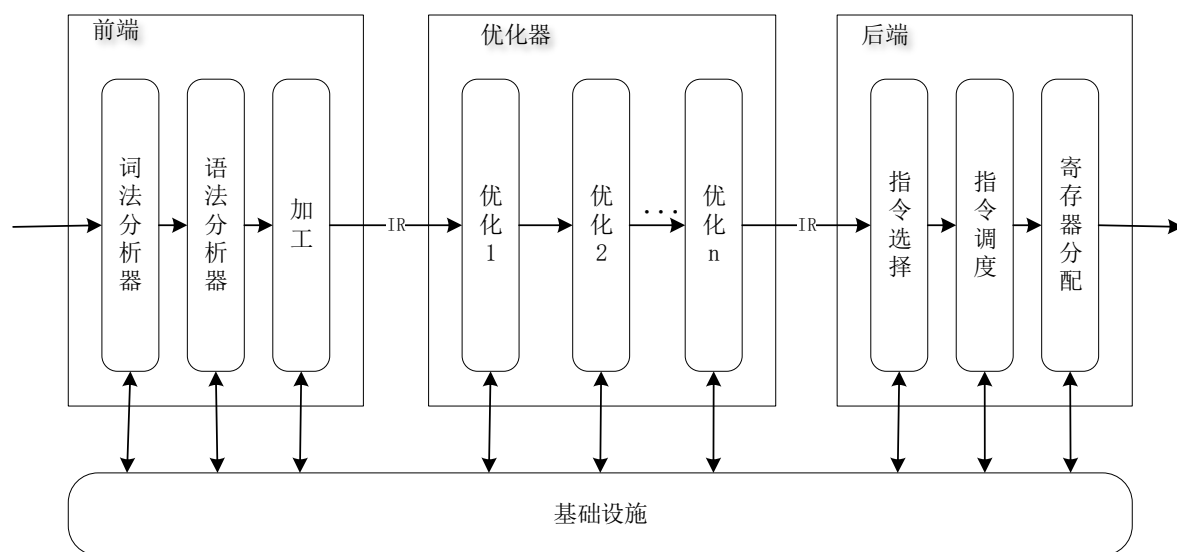 前端
优化器
后端
词法分析器
语法分析器
加工
IR
优化1
优化2
...
优化n
IR
指令选择
指令调度
寄存器分配
基础设施